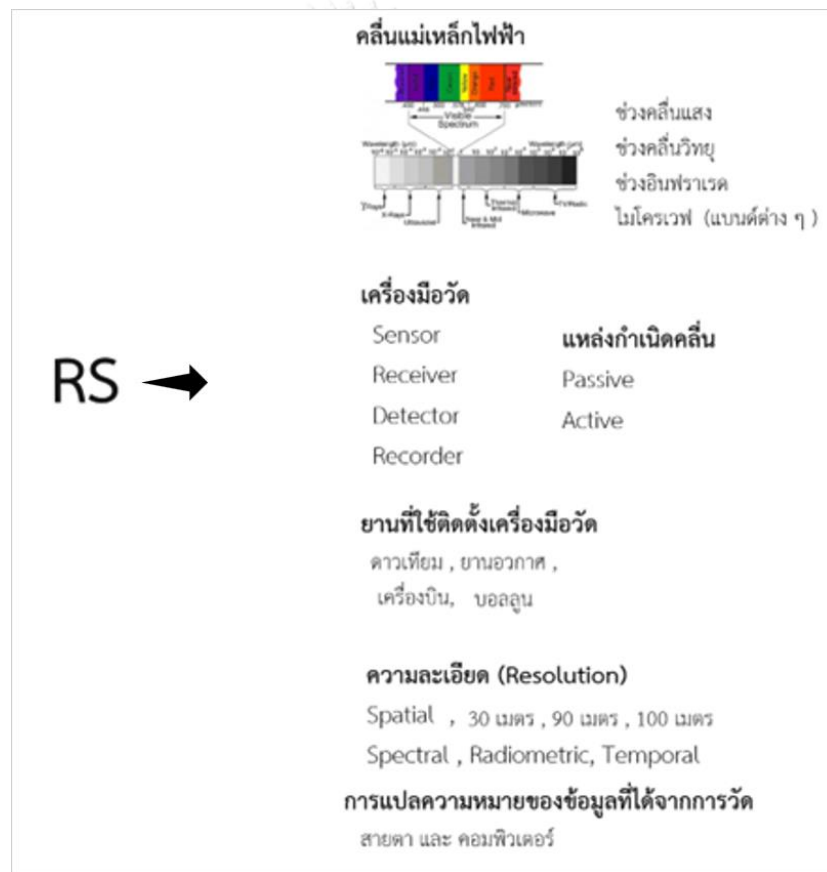 คลื่นแม่เหล็กไฟฟ้า
Visible
Spectrum
ช่วงคลื่นแสง
ช่วงคลื่นวิทยุ
ช่วงอินฟราเรด
ไมโครเวฟ (แบนด์ต่าง ๆ )
X-Rays
Ultraviolet
Near & Mid
Infrared
Thermal
Infrared
Microwave
TV/Radio
RS
เครื่องมือวัด
Sensor
Receiver
Detector
Recorder
แหล่งกำเนิดคลื่น
Passive
Active
ยานที่ใช้ติดตั้งเครื่องมือวัด
ดาวเทียม , ยานอวกาศ ,
เครื่องบิน, บอลลูน
ความละเอียด (Resolution)
Spatial , 30 เมตร , 90 เมตร , 100 เมตร
Spectral , Radiometric, Temporal
การแปลความหมายของข้อมูลที่ได้จากการวัด
สายตา และ คอมพิวเตอร์